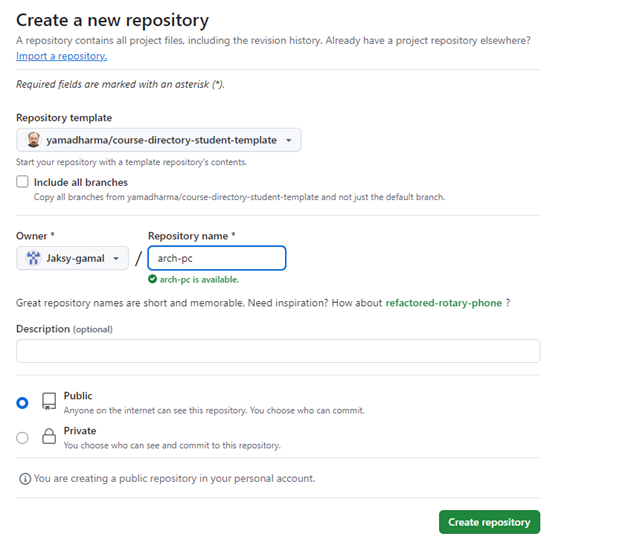 Create a new repository
A repository contains all project files, including the revision history. Already have a project repository elsewhere?
Import a repository.
Required fields are marked with an asterisk (*).
Repository template
yamadharma/course-directory-student-template
Start your repository with a template repository's contents.
Include all branches
Copy all branches from yamadharma/course-directory-student-template and not just the default branch.
Owner * Repository name *
Jaksy-gamal / arch-pc
arch-pc is available.
Great repository names are short and memorable. Need inspiration? How about refactored-rotary-phone ?
Description (optional)
Public
Anyone on the internet can see this repository. You choose who can commit.
Private
You choose who can see and commit to this repository.
You are creating a public repository in your personal account.
Create repository